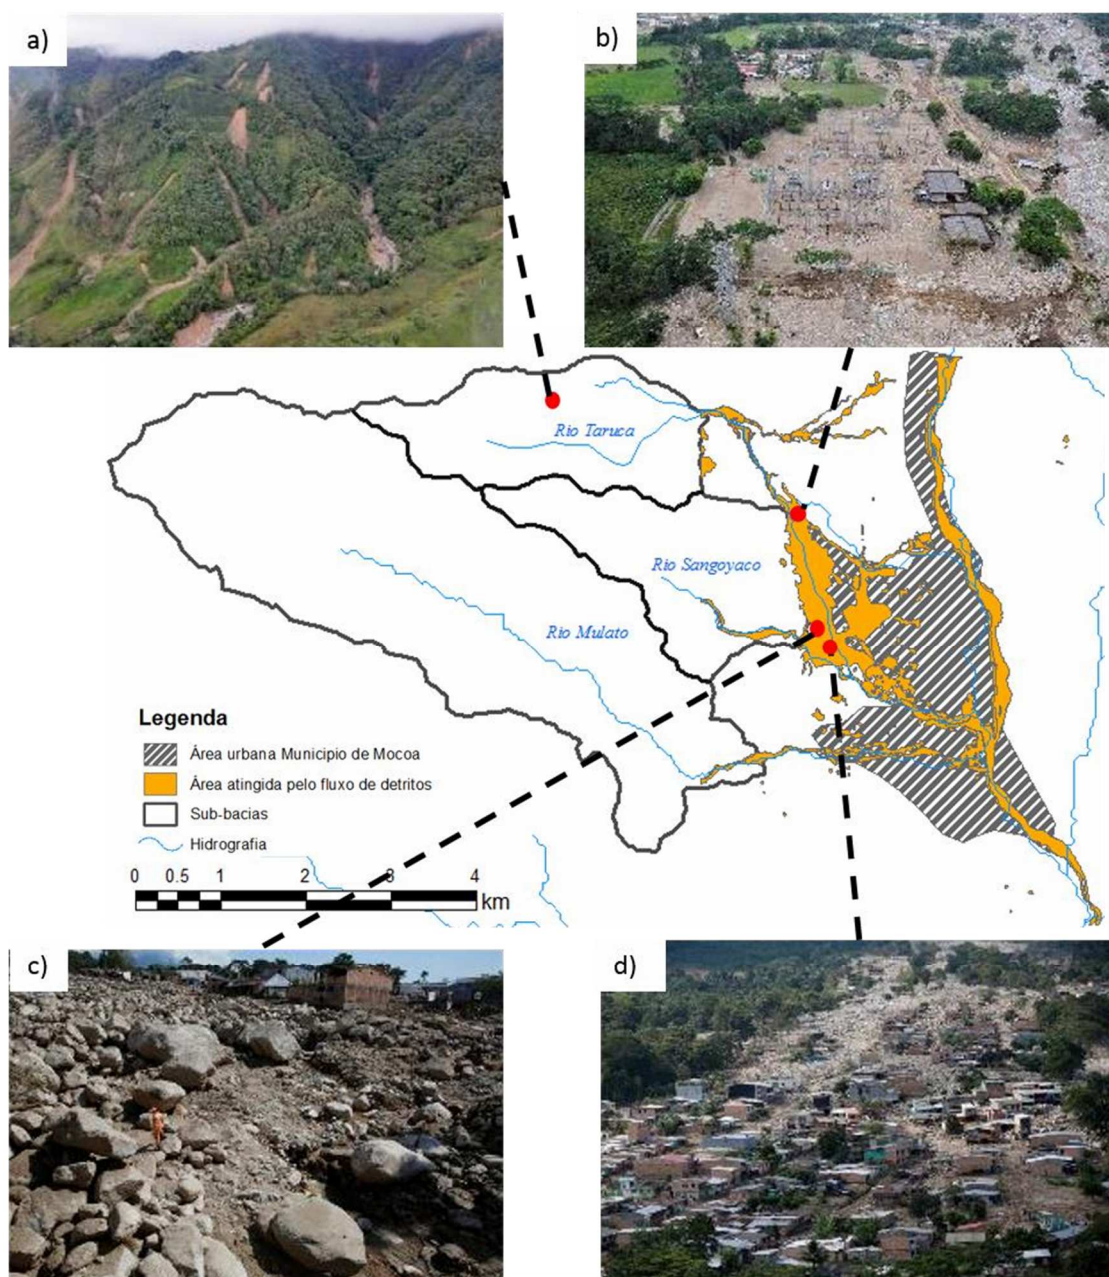 a)
b)
Rio Taruca
Rio Sangoyaco
Rio Mulato
Legenda
Área urbana Municipio de Mocoa
Área atingida pelo fluxo de detritos
Sub-bacias
Hidrografia
0 0.5 1 2 3 4
km
c)
d)